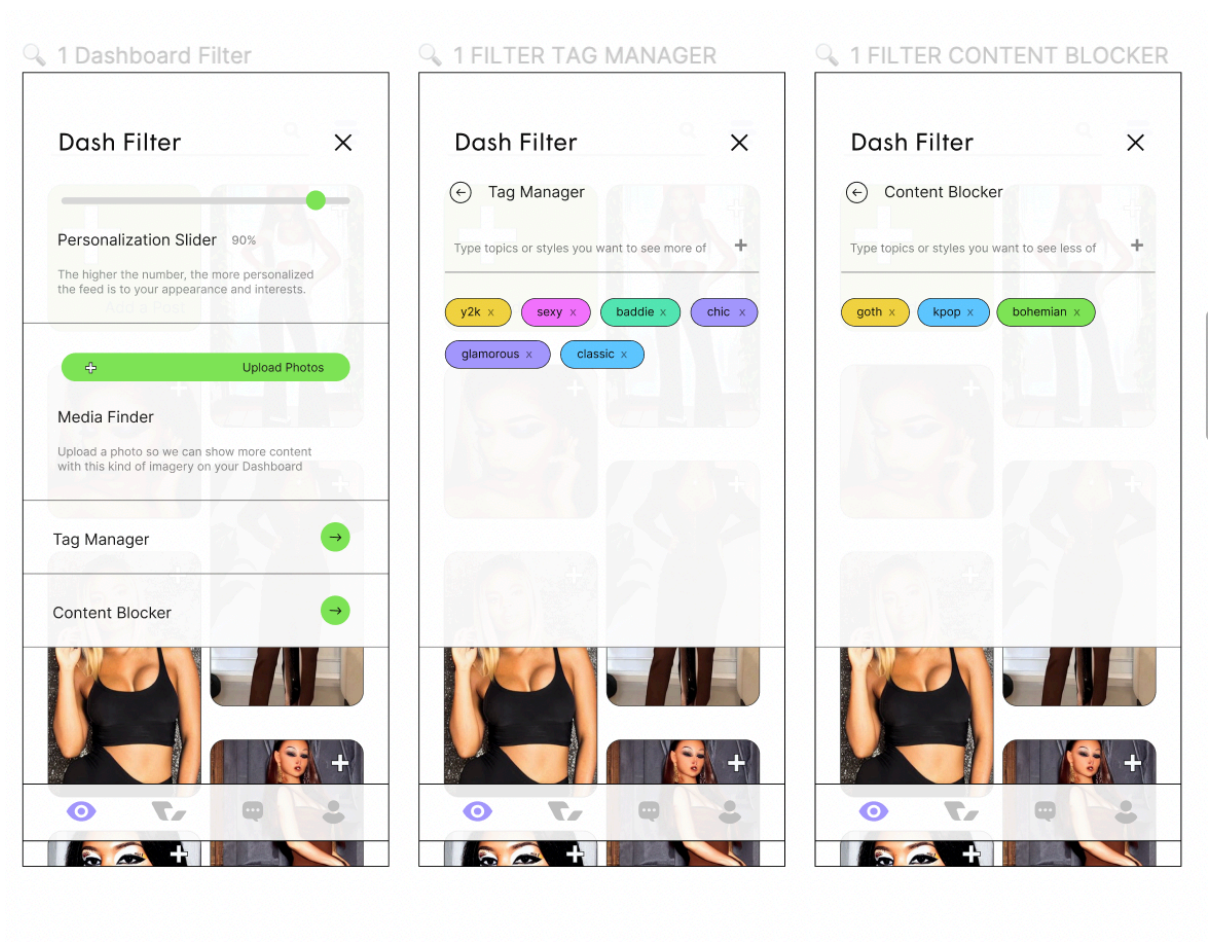 1 Dashboard Filter
Dash Filter
Personalization Slider 90%
The higher the number, the more personalized
the feed is to your appearance and interests.
Add a Post
Upload Photos
Media Finder
Upload a photo so we can show more content
with this kind of imagery on your Dashboard
Tag Manager
Content Blocker
1 FILTER TAG MANAGER
Dash Filter
Tag Manager
Type topics or styles you want to see more of
y2k x
sexy x
baddie x
chic x
glamorous x
classic x
1 FILTER CONTENT BLOCKER
Dash Filter
Content Blocker
Type topics or styles you want to see less of
goth x
kpop x
bohemian x